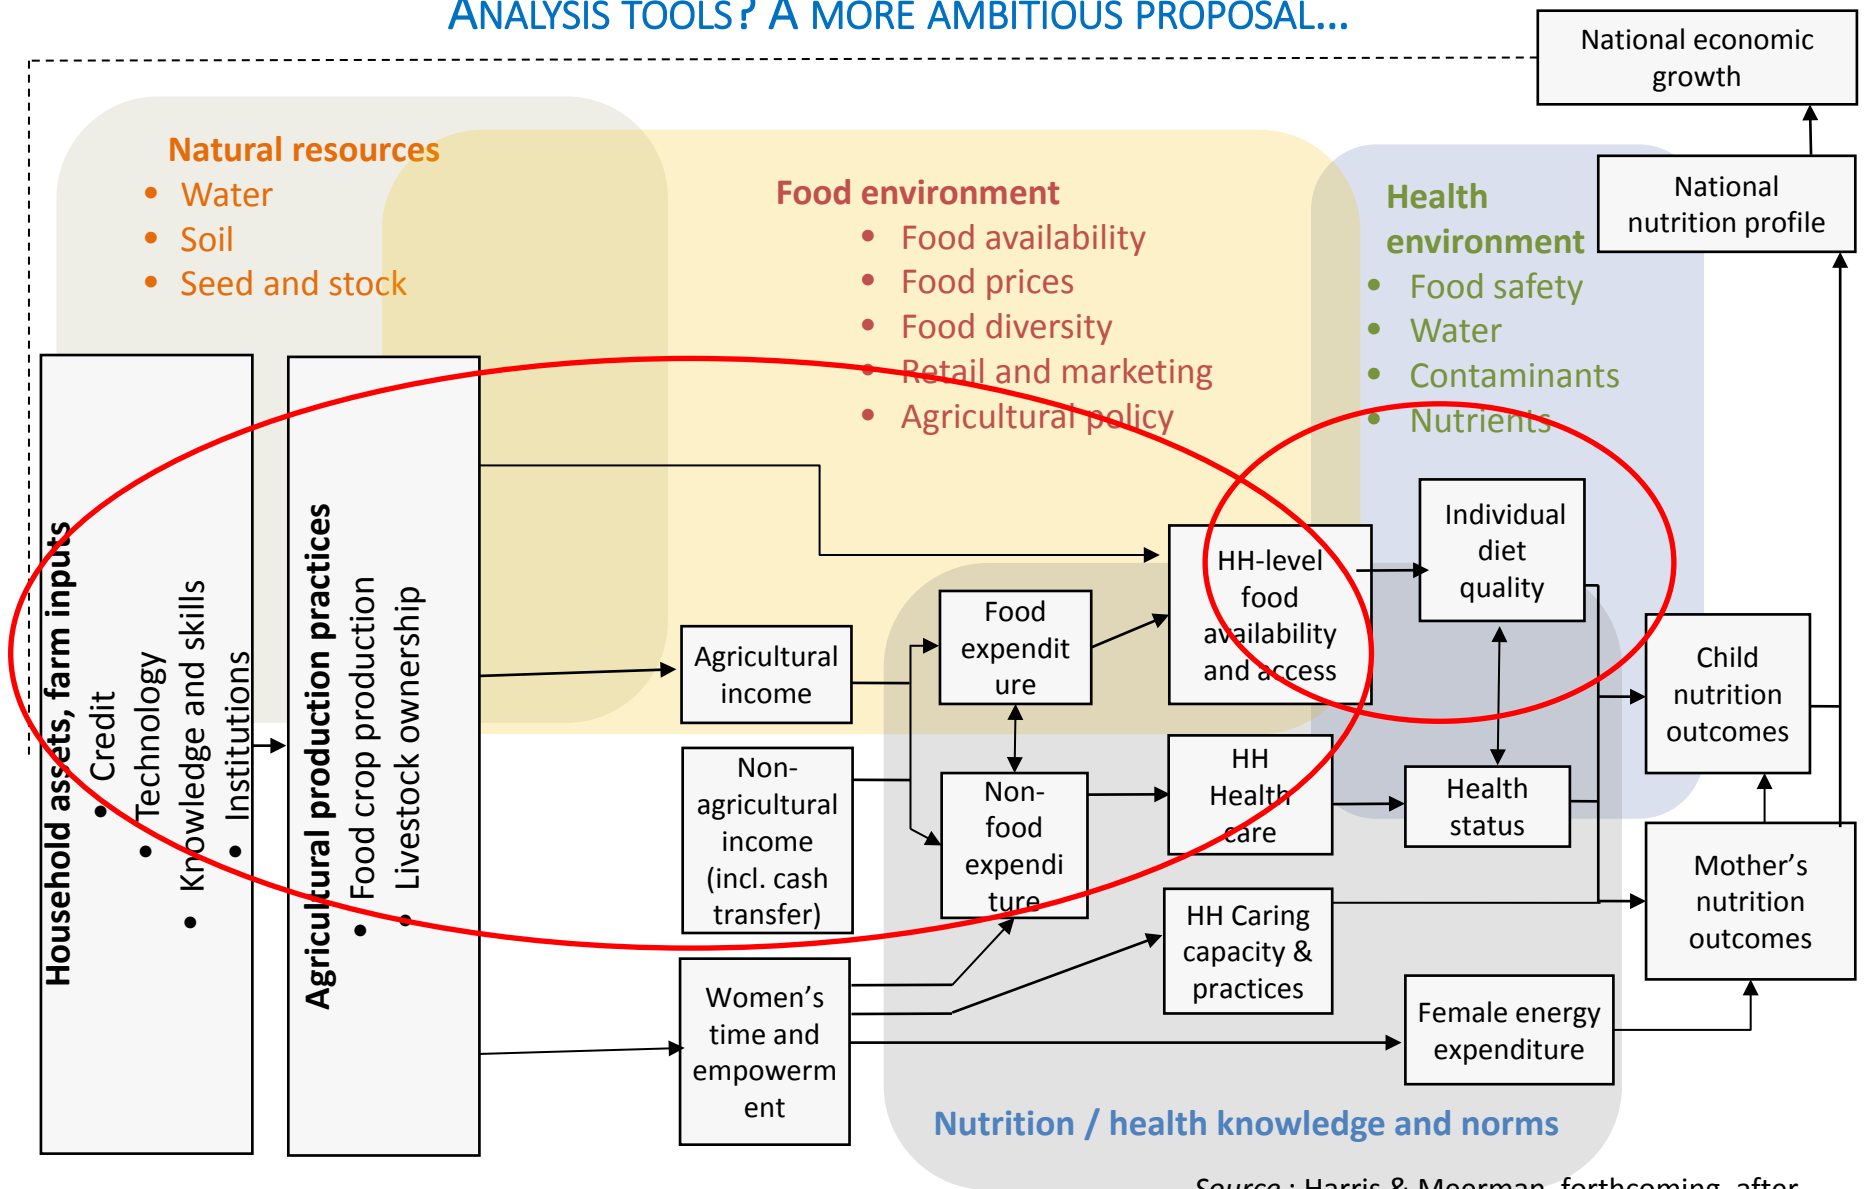 ANALYSIS TOOLS? A MORE AMBITIOUS PROPOSAL...
National economic
growth
National
nutrition profile
Natural resources
• Water
• Soil
• Seed and stock
Food environment
• Food availability
• Food prices
• Food diversity
• Retail and marketing
• Agricultural policy
Health
environment
• Food safety
• Water
• Contaminants
• Nutrients
Household assets, farm inputs
• Credit
• Technology
• Knowledge and skills
• Institutions
Agricultural production practices
• Food crop production
• Livestock ownership
Agricultural
income
Non-
agricultural
income
(incl. cash
transfer)
Women's
time and
empowerm
ent
Food
expendit
ure
Non-
food
expendi
ture
HH-level
food
availability
and access
HH
Health
care
HH Caring
capacity &
practices
Individual
diet
quality
Health
status
Female energy
expenditure
Child
nutrition
outcomes
Mother's
nutrition
outcomes
Nutrition / health knowledge and norms
Source : Harris & Meerman, forthcoming, after